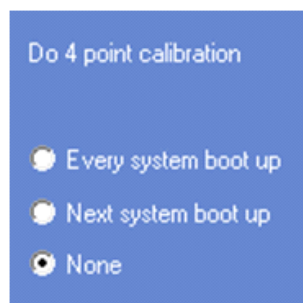 Do 4 point calibration
Every system boot up
Next system boot up
None